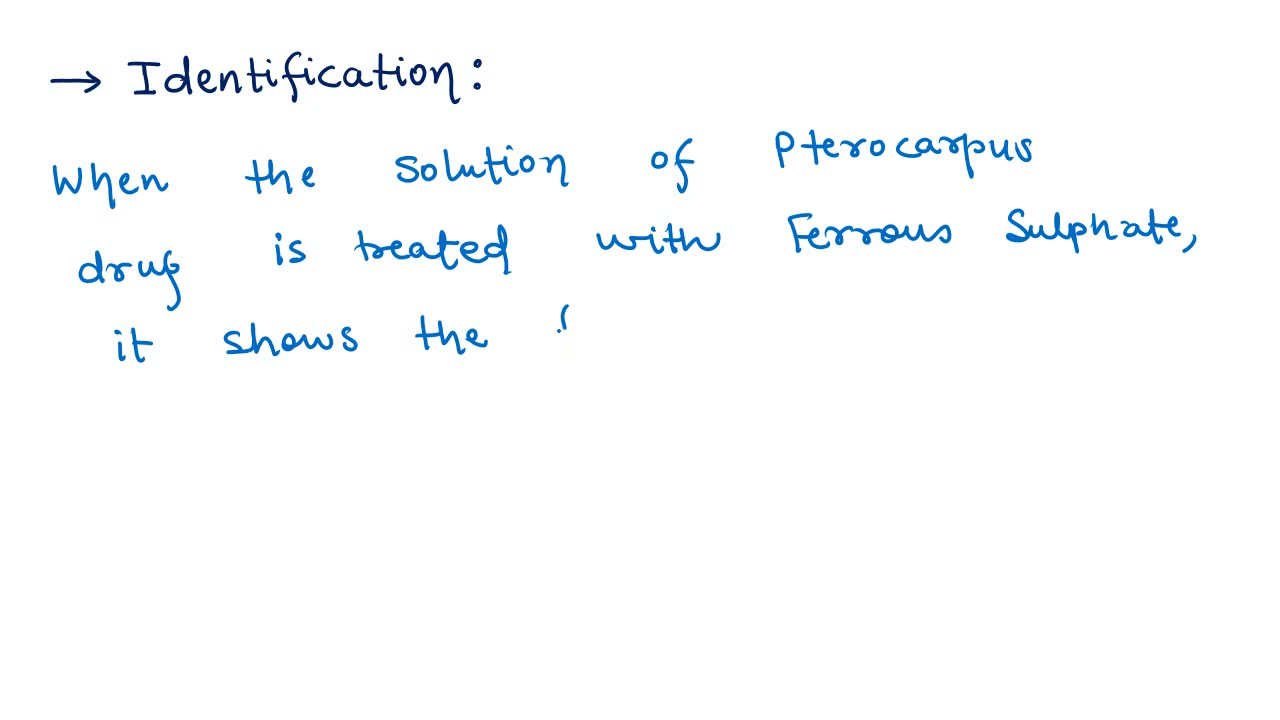 → Identification:
When the solution of Pterocarpus
drug is treated with Ferrous Sulphate,
it shows the